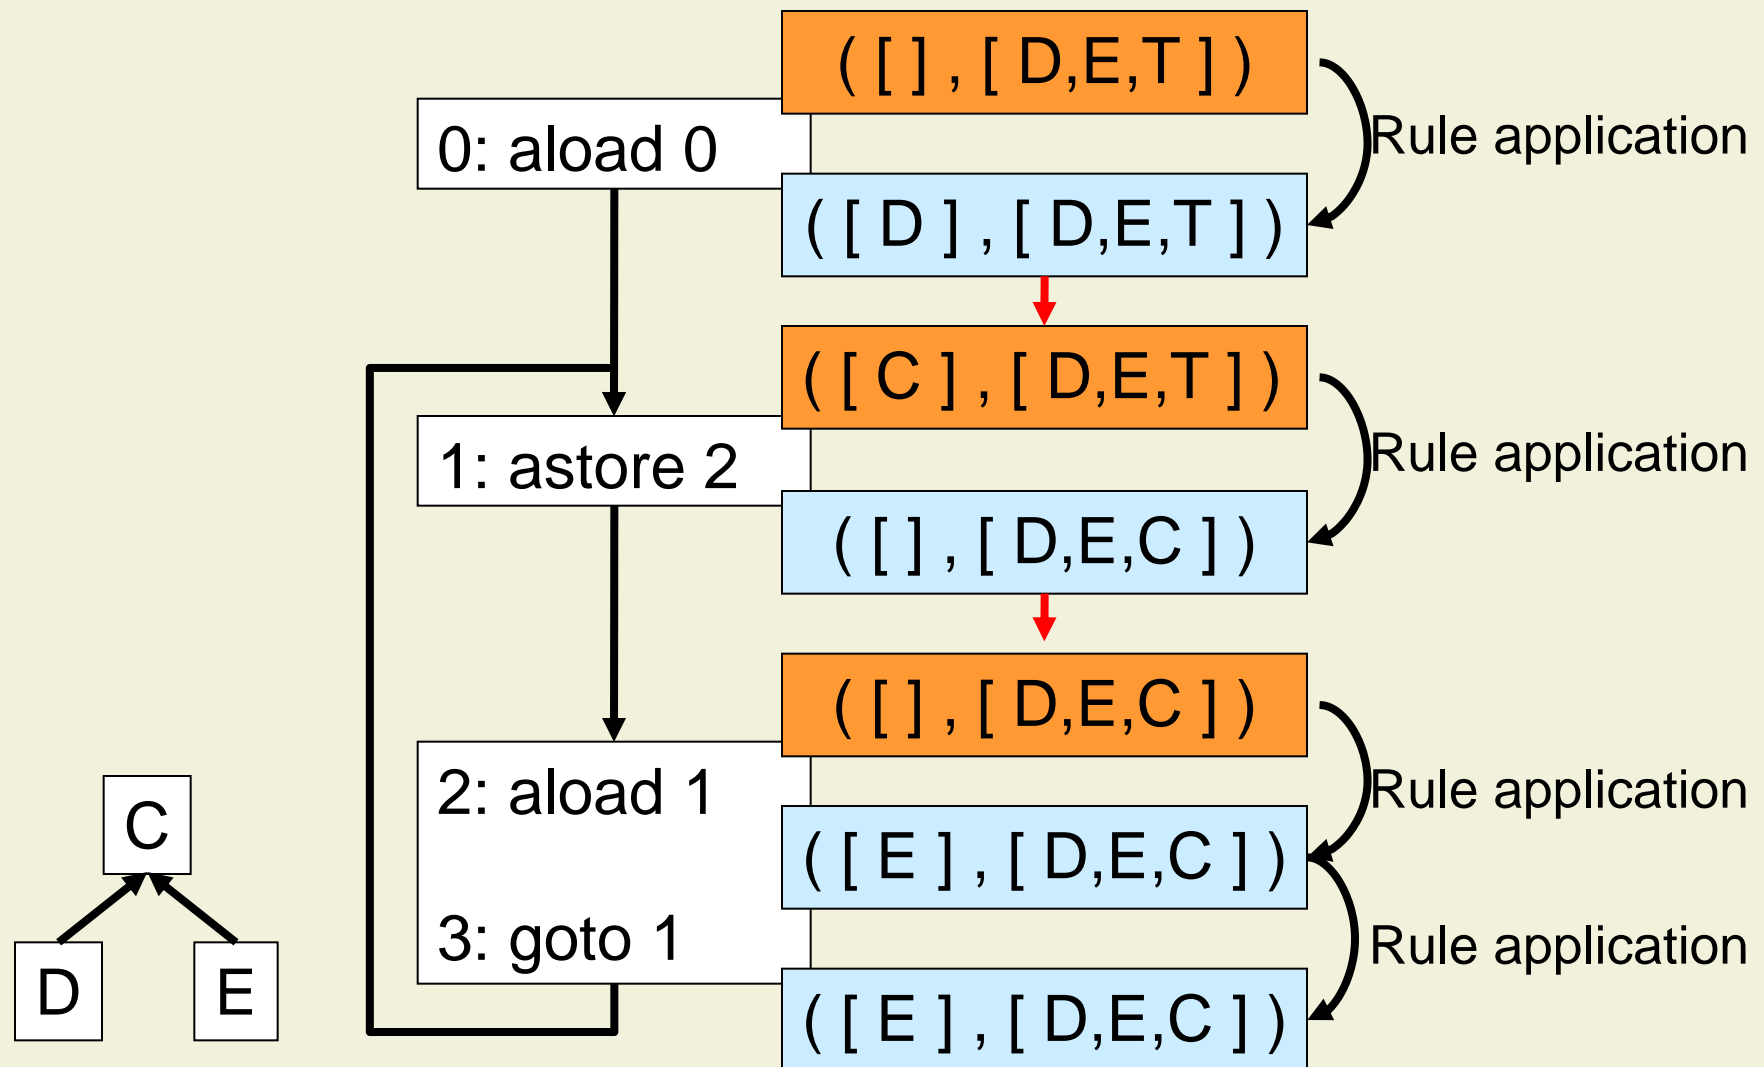 ( [ ] , [ D,E,T ] )
0: aload 0
Rule application
( [ D ] , [ D,E,T ] )
( [ C ] , [ D,E,T ] )
1: astore 2
Rule application
( [ ] , [ D,E,C ] )
( [ ] , [ D,E,C ] )
2: aload 1
Rule application
( [ E ] , [ D,E,C ] )
3: goto 1
Rule application
( [ E ] , [ D,E,C ] )
C
D E